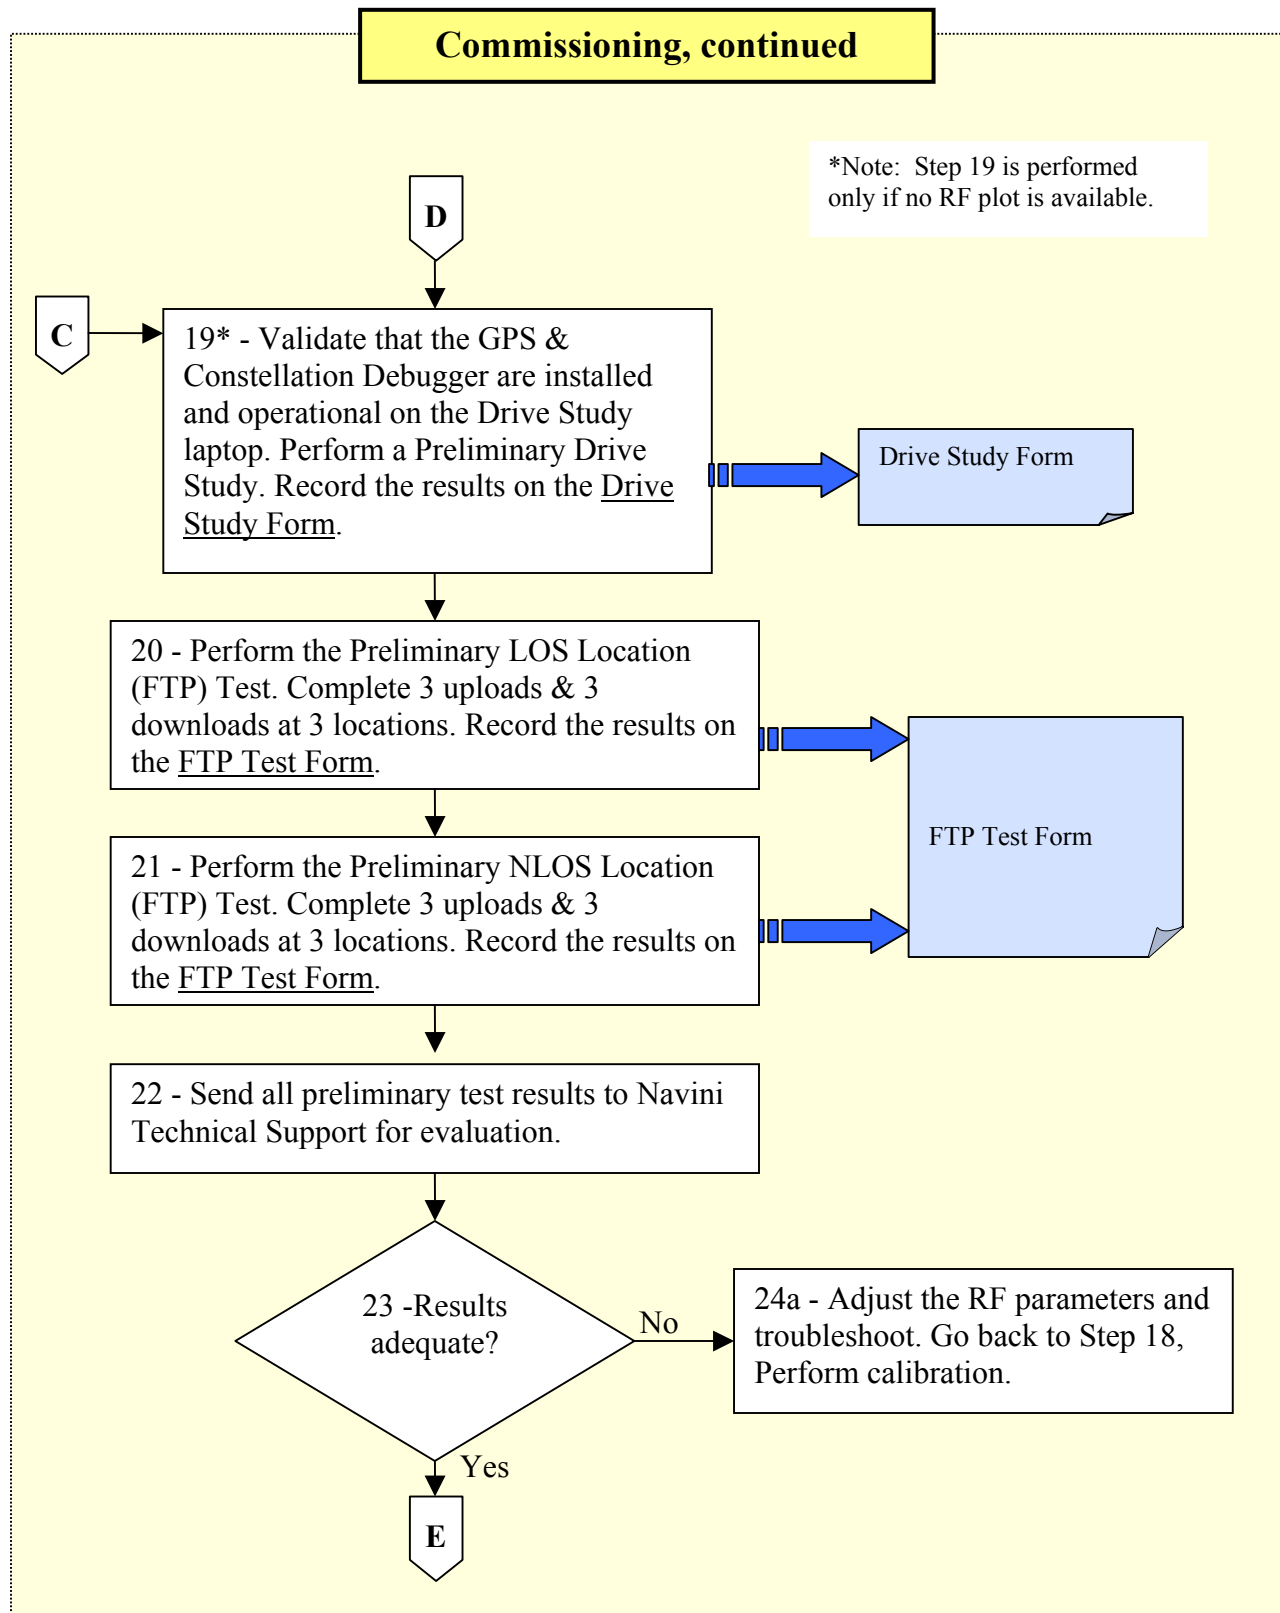 Commissioning, continued
*Note:  Step 19 is performed
only if no RF plot is available.
D
C
19* - Validate that the GPS &
Constellation Debugger are installed
and operational on the Drive Study
laptop. Perform a Preliminary Drive
Study. Record the results on the Drive
Study Form.
Drive Study Form
20 - Perform the Preliminary LOS Location
(FTP) Test. Complete 3 uploads & 3
downloads at 3 locations. Record the results on
the FTP Test Form.
FTP Test Form
21 - Perform the Preliminary NLOS Location
(FTP) Test. Complete 3 uploads & 3
downloads at 3 locations. Record the results on
the FTP Test Form.
22 - Send all preliminary test results to Navini
Technical Support for evaluation.
23 -Results
adequate?
No
24a - Adjust the RF parameters and
troubleshoot. Go back to Step 18,
Perform calibration.
Yes
E